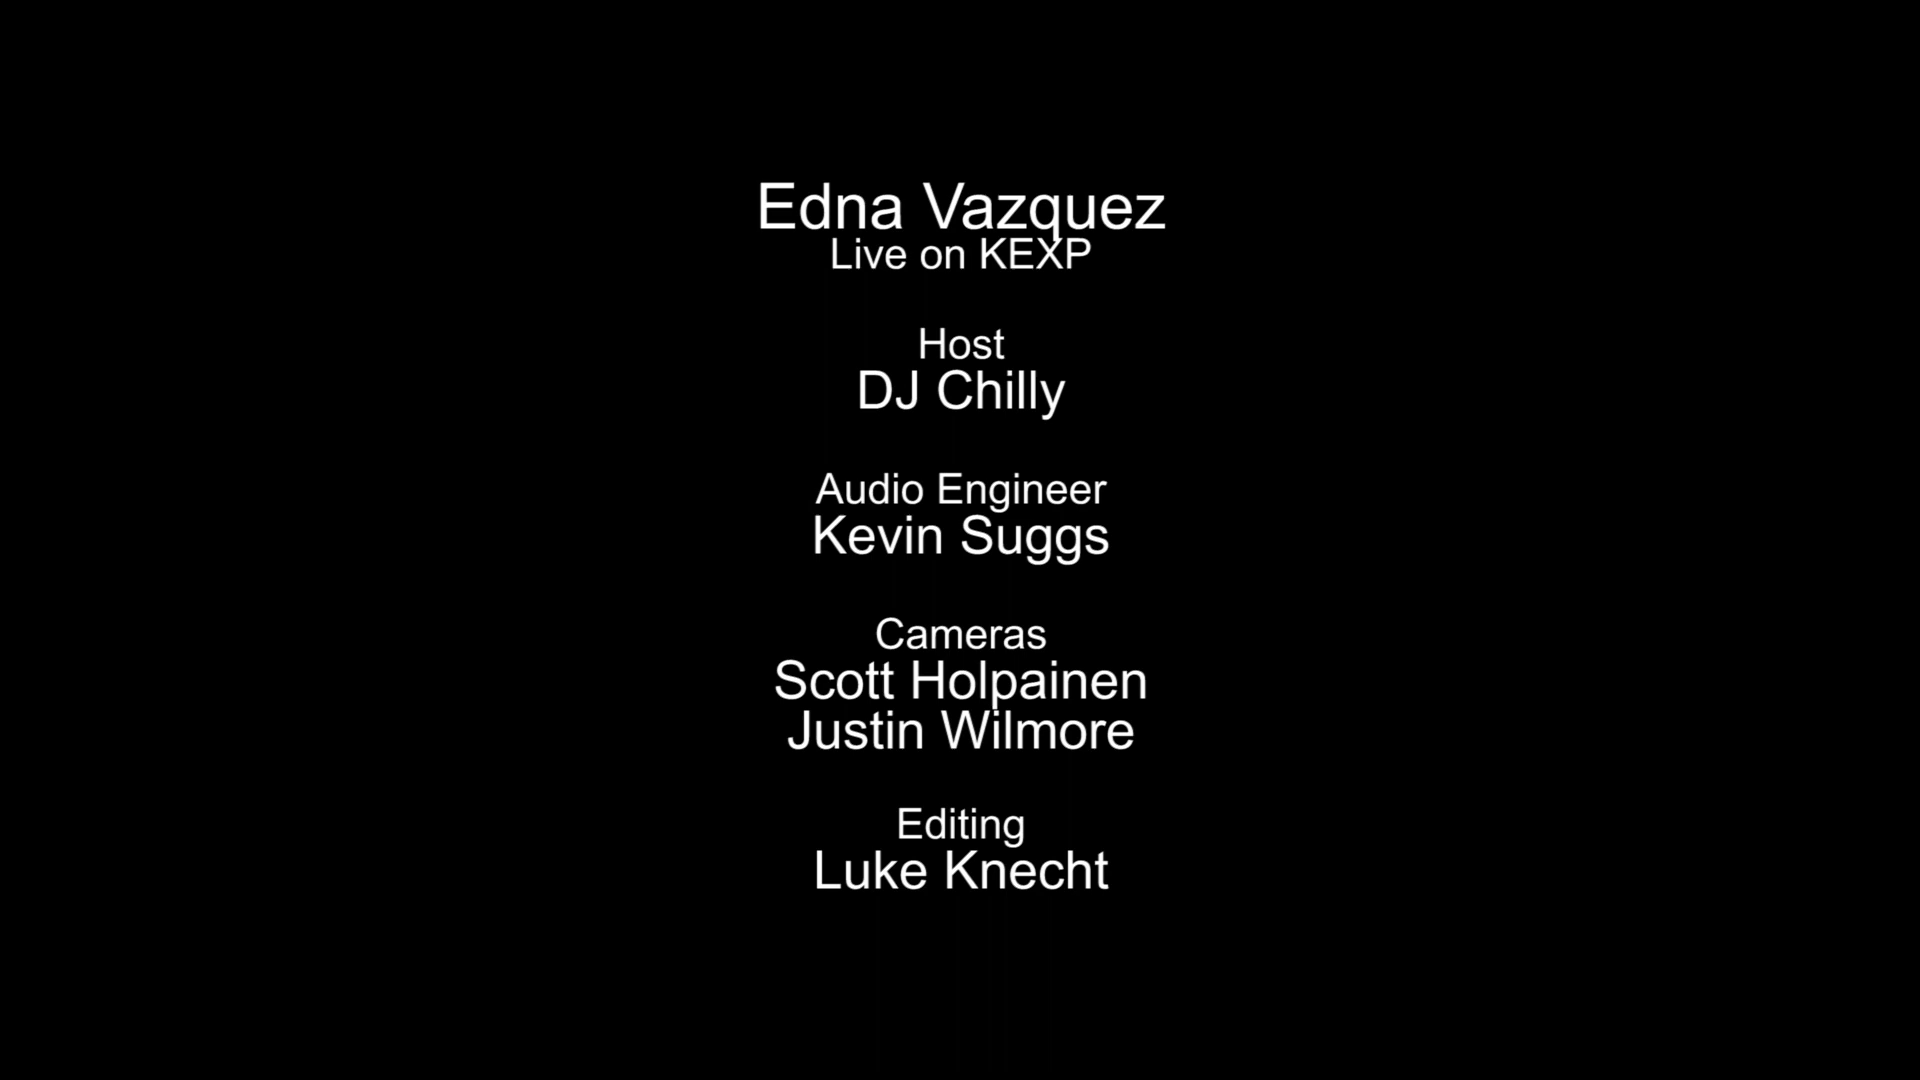 Edna Vazquez
Live on KEXP
Host
DJ Chilly
Audio Engineer
Kevin Suggs
Cameras
Scott Holpainen
Justin Wilmore
Editing
Luke Knecht